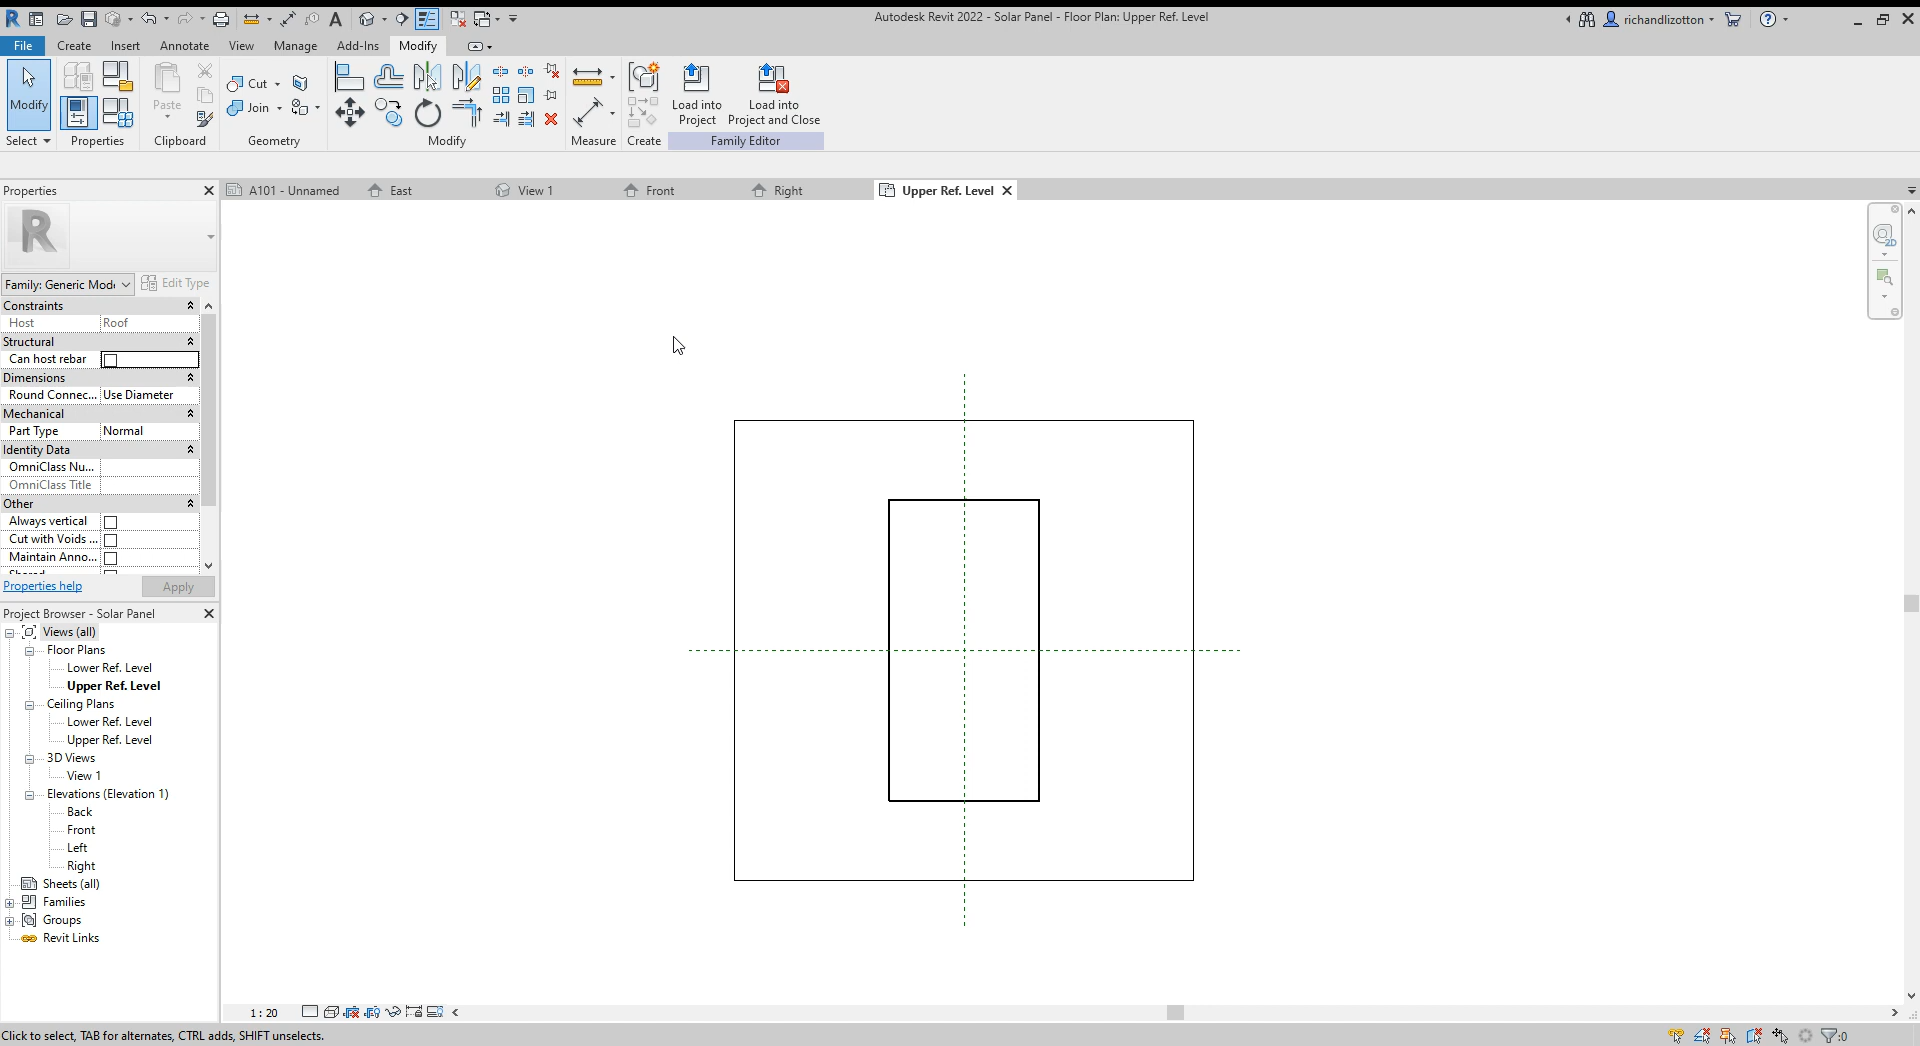 Autodesk Revit 2022 - Solar Panel - Floor Plan: Upper Ref. Level
richandlizotton
File Create Insert Annotate View Manage Add-Ins Modify
Modify
Paste
Cut
Join
Load into Project
Load into Project and Close
Select Properties Clipboard Geometry Modify Measure Create Family Editor
Properties
A101 - Unnamed East View 1 Front Right Upper Ref. Level
2D
Family: Generic Mod Edit Type
Constraints
Host Roof
Structural
Can host rebar
Dimensions
Round Connec... Use Diameter
Mechanical
Part Type Normal
Identity Data
OmniClass Nu...
OmniClass Title
Other
Always vertical
Cut with Voids ...
Maintain Anno...
Properties help Apply
Project Browser - Solar Panel
Views (all)
Floor Plans
Lower Ref. Level
Upper Ref. Level
Ceiling Plans
Lower Ref. Level
Upper Ref. Level
3D Views
View 1
Elevations (Elevation 1)
Back
Front
Left
Right
Sheets (all)
Families
Groups
Revit Links
1 : 20
Click to select, TAB for alternates, CTRL adds, SHIFT unselects.
:0